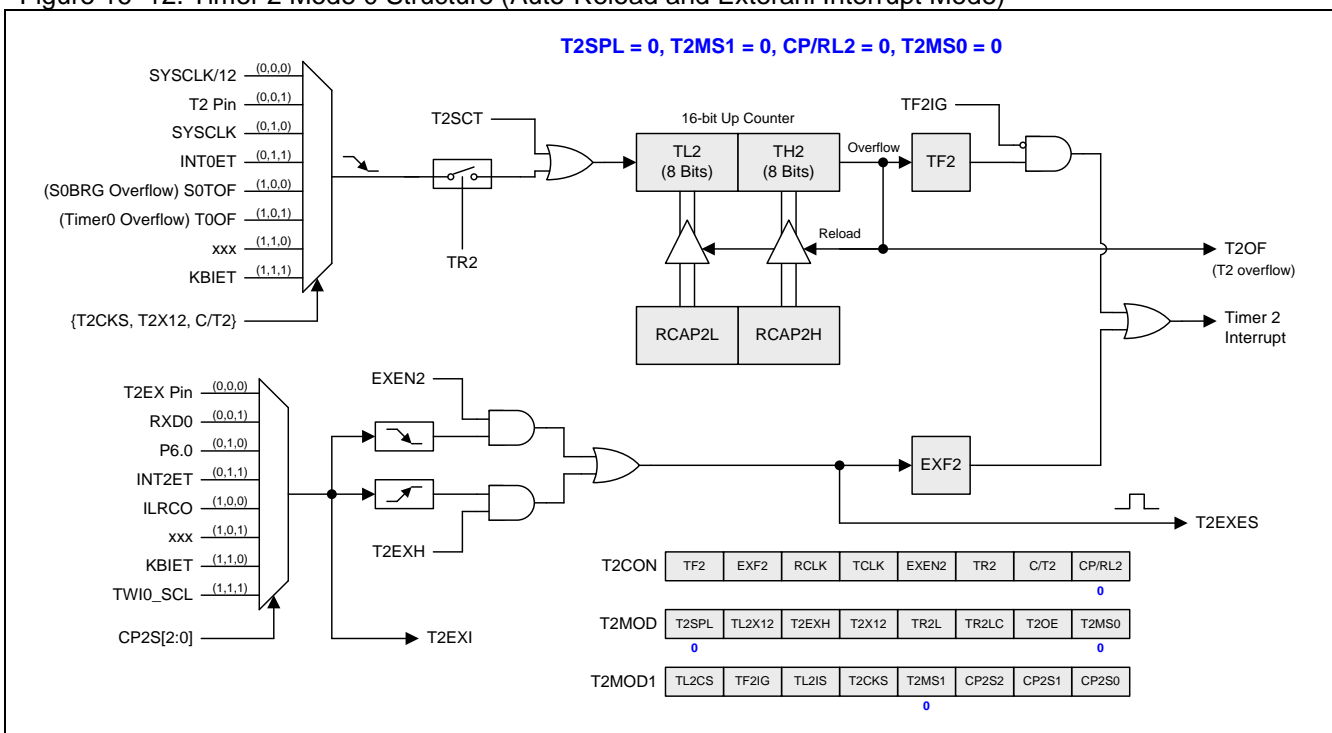 Figure Timer 2 Mode 0 Structure (Auto-Reload and Exteranl Interrupt Mode)
T2SPL = 0, T2MS1 = 0, CP/RL2 = 0, T2MS0 = 0
SYSCLK/12 (0,0,0)
T2 Pin (0,0,1)
SYSCLK (0,1,0)
INT0ET (0,1,1)
(S0BRG Overflow) S0TOF (1,0,0)
(Timer0 Overflow) T0OF (1,0,1)
xxx (1,1,0)
KBIET (1,1,1)
{T2CKS, T2X12, C/T2}
T2SCT
TR2
16-bit Up Counter
TL2
(8 Bits)
TH2
(8 Bits)
Overflow
TF2
TF2IG
Reload
RCAP2L
RCAP2H
T2OF
(T2 overflow)
Timer 2
Interrupt
T2EX Pin (0,0,0)
RXD0 (0,0,1)
P6.0 (0,1,0)
INT2ET (0,1,1)
ILRCO (1,0,0)
xxx (1,0,1)
KBIET (1,1,0)
TWI0_SCL (1,1,1)
CP2S[2:0]
EXEN2
T2EXH
T2EXI
EXF2
T2EXES
T2CON TF2 EXF2 RCLK TCLK EXEN2 TR2 C/T2 CP/RL2
0
T2MOD T2SPL TL2X12 T2EXH T2X12 TR2L TR2LC T2OE T2MS0
0 0
T2MOD1 TL2CS TF2IG TL2IS T2CKS T2MS1 CP2S2 CP2S1 CP2S0
0